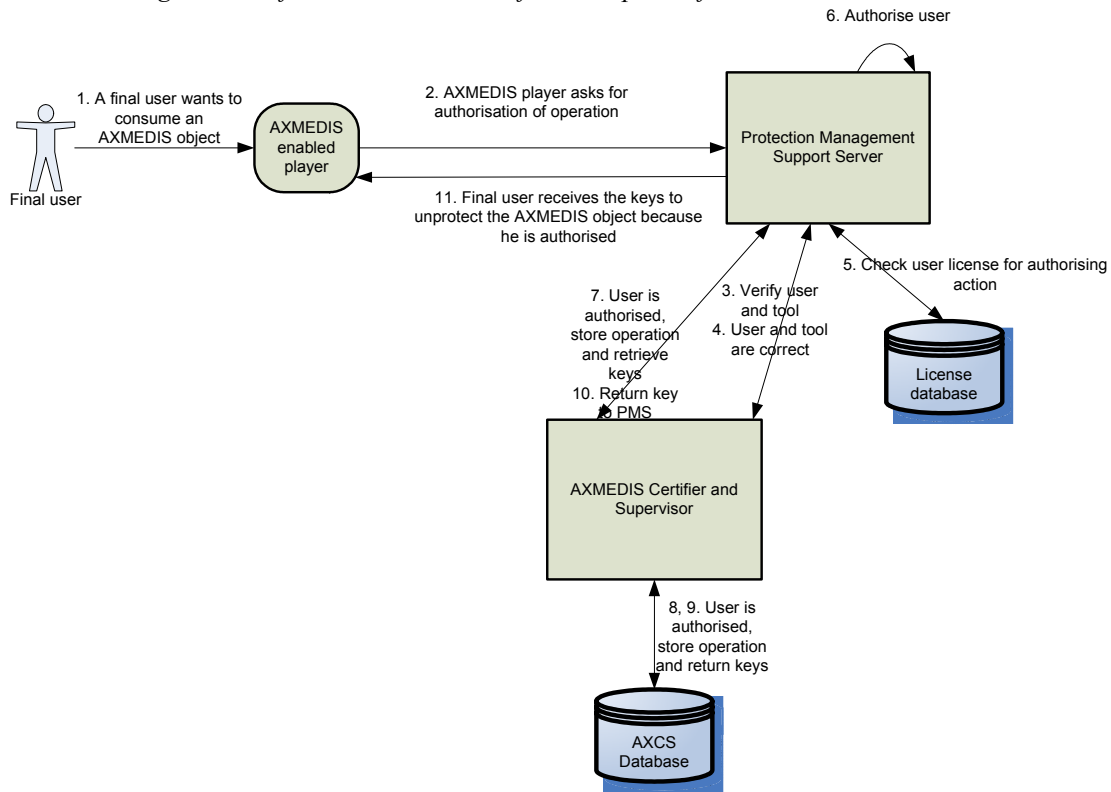 6. Authorise user
1. A final user wants to
consume an
AXMEDIS object
2. AXMEDIS player asks for
authorisation of operation
AXMEDIS
enabled
player
Protection Management
Support Server
Final user
11. Final user receives the keys to
unprotect the AXMEDIS object because
he is authorised
5. Check user license for authorising
action
7. User is
authorised,
store operation
and retrieve
keys
10. Return key
to PMS
3. Verify user
and tool
4. User and tool
are correct
License
database
AXMEDIS Certifier and
Supervisor
8, 9. User is
authorised,
store operation
and return keys
AXCS
Database